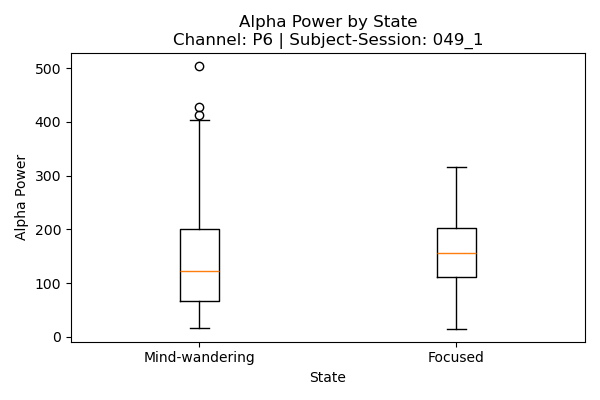 Alpha Power by State
Channel: P6 | Subject-Session: 049_1
500
400
300
200
100
0
Alpha Power
Mind-wandering
Focused
State